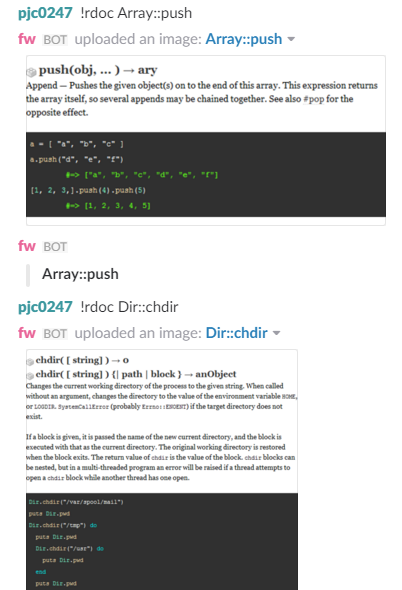 pjc0247 !rdoc Array::push
fw BOT uploaded an image: Array::push
push(obj, ... ) → ary
Append — Pushes the given object(s) on to the end of this array. This expression returns
the array itself, so several appends may be chained together. See also #pop for the
opposite effect.
a = [ "a", "b", "c" ]
a.push("d", "e", "f")
#=> ["a", "b", "c", "d", "e", "f"]
[1, 2, 3,].push(4).push(5)
#=> [1, 2, 3, 4, 5]
fw BOT
Array::push
pjc0247 !rdoc Dir::chdir
fw BOT uploaded an image: Dir::chdir
chdir( [ string] ) → 0
chdir( [ string] ) {| path | block } → anObject
Changes the current working directory of the process to the given string. When called
without an argument, changes the directory to the value of the environment variable HOME,
or LOGDIR. SystemCallError (probably Errno::ENOENT) if the target directory does not
exist.
If a block is given, it is passed the name of the new current directory, and the block is
executed with that as the current directory. The original working directory is restored
when the block exits. The return value of chdir is the value of the block. chdir blocks can
be nested, but in a multi-threaded program an error will be raised if a thread attempts to
open a chdir block while another thread has one open.
Dir.chdir("/var/spool/mail")
puts Dir.pwd
Dir.chdir("/tmp") do
puts Dir.pwd
Dir.chdir("/usr") do
puts Dir.pwd
end
puts Dir.pwd